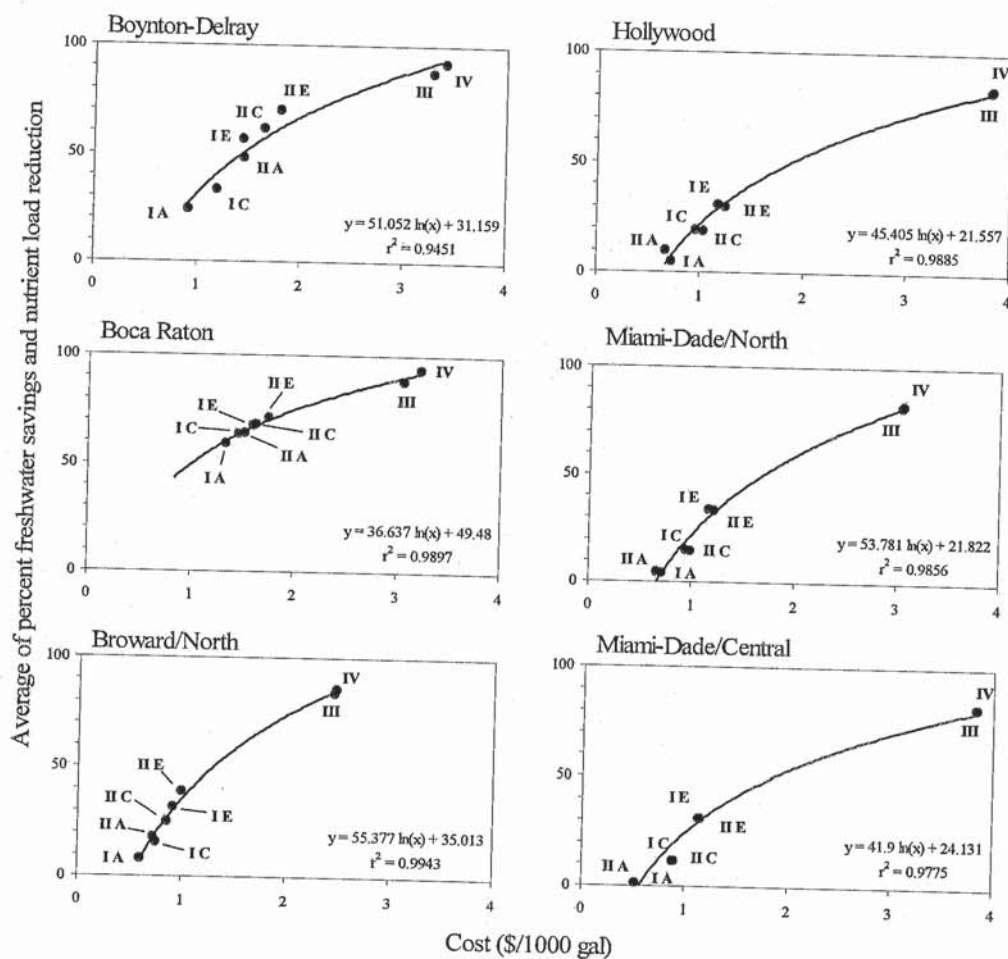 Average of percent freshwater savings and nutrient load reduction
Boynton-Delray
100
50
0
0 1 2 3 4
I A
I C
I E
II A
II C
II E
III
IV
y = 51.052 ln(x) + 31.159
r² = 0.9451
Hollywood
100
50
0
0 1 2 3 4
II A
I A
I C
II C
I E
II E
III
IV
y = 45.405 ln(x) + 21.557
r² = 0.9885
Boca Raton
100
50
0
0 1 2 3 4
I A
I C
I E
II A
II C
II E
III
IV
y = 36.637 ln(x) + 49.48
r² = 0.9897
Miami-Dade/North
100
50
0
0 1 2 3 4
II A
I A
I C
II C
I E
II E
III
IV
y = 53.781 ln(x) + 21.822
r² = 0.9856
Broward/North
100
50
0
0 1 2 3 4
I A
II A
I C
II C
I E
II E
III
IV
y = 55.377 ln(x) + 35.013
r² = 0.9943
Miami-Dade/Central
100
50
0
0 1 2 3 4
II A
I A
I C
II C
I E
II E
III
IV
y = 41.9 ln(x) + 24.131
r² = 0.9775
Cost ($/1000 gal)